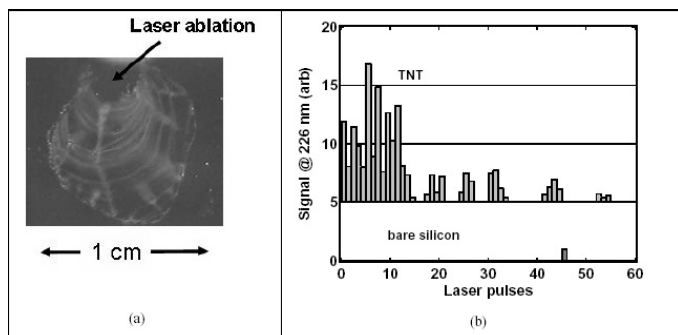 Laser ablation
1 cm
(a)
Signal @ 226 nm (arb)
20
15
10
5
0
TNT
bare silicon
0 10 20 30 40 50 60
Laser pulses
(b)